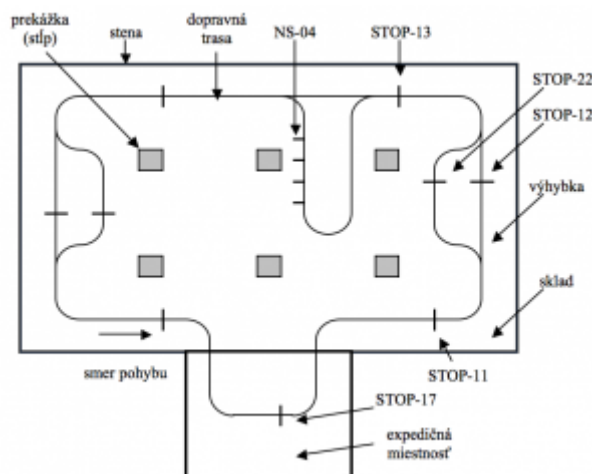 prekážka
(stĺp)
stena
dopravná
trasa
NS-04
STOP-13
STOP-22
STOP-12
výhybka
sklad
smer pohybu
STOP-11
STOP-17
expedičná
miestnosť